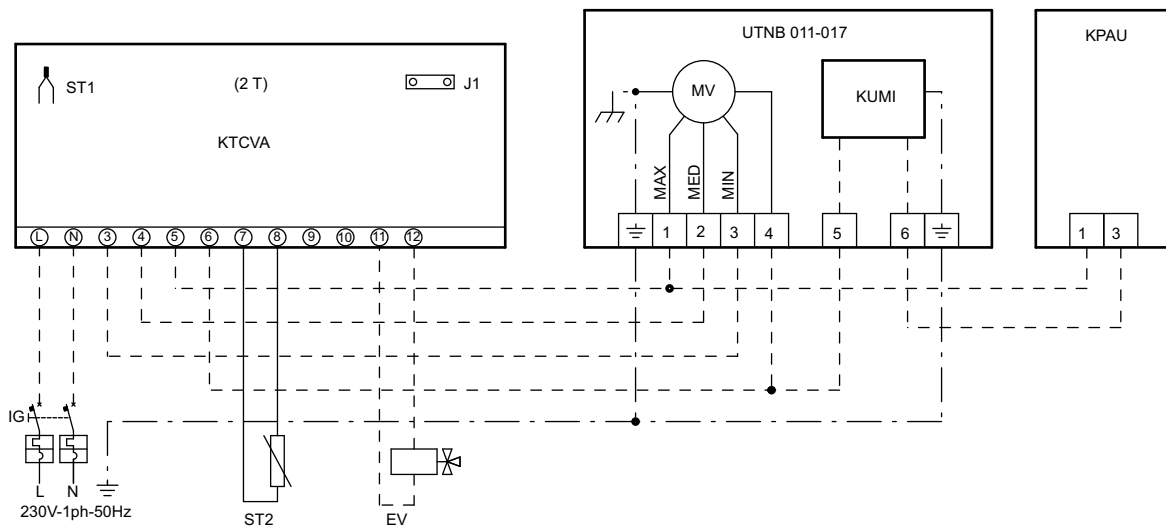 UTNB 011-017
KPAU
ST1
(2 T)
J1
KTCVA
MV
KUMI
MAX
MED
MIN
L N 3 4 5 6 7 8 9 10 11 12
1 2 3 4 5 6
1 3
IG
L N
230V-1ph-50Hz
ST2
EV